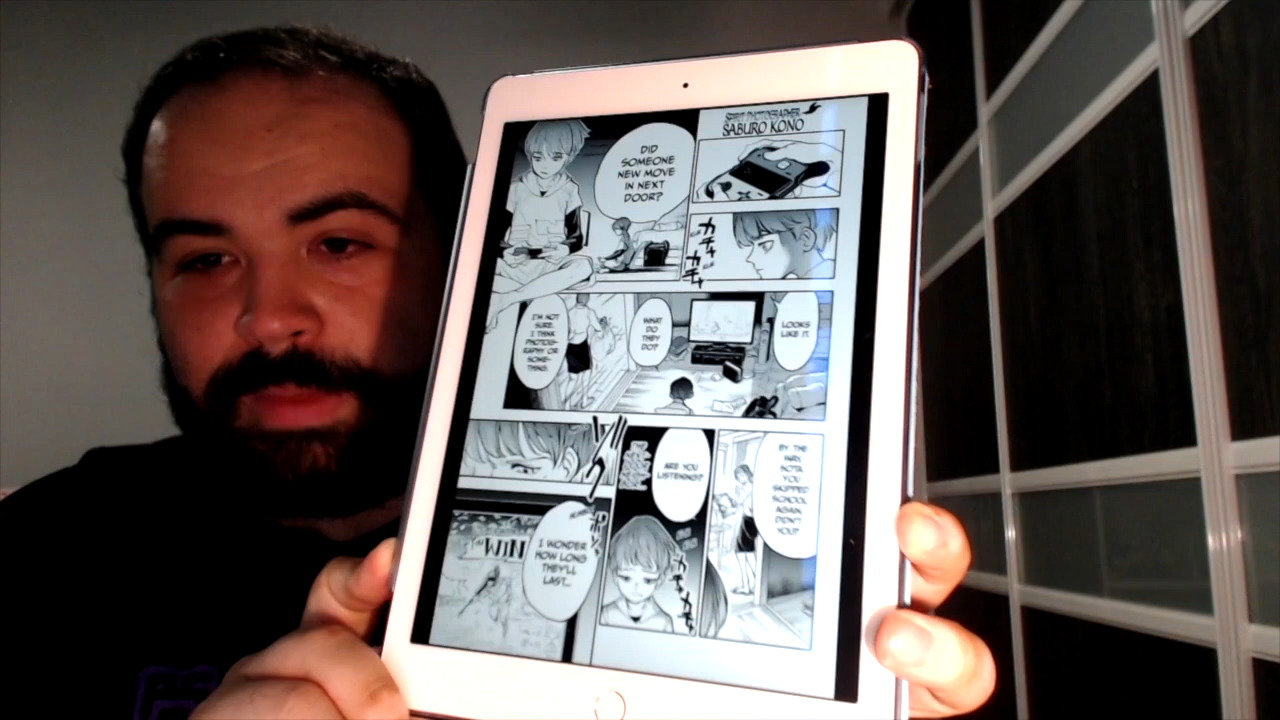 SPIRIT PHOTOGRAPHER
SABURO KONO
DID
SOMEONE
NEW MOVE
IN NEXT
DOOR?
カチャ
カチャ
LOOKS
LIKE IT.
WHAT
DO
THEY
DO?
I'M NOT
SURE.
I THINK
PHOTOG-
RAPHY OR
SOME-
THING.
BY THE
WAY,
SOTA,
YOU
SKIPPED
SCHOOL
AGAIN
DIDN'T
YOU?
ARE YOU
LISTENING?
カチャカチャ
I WONDER
HOW LONG
THEY'LL
LAST...
WIN